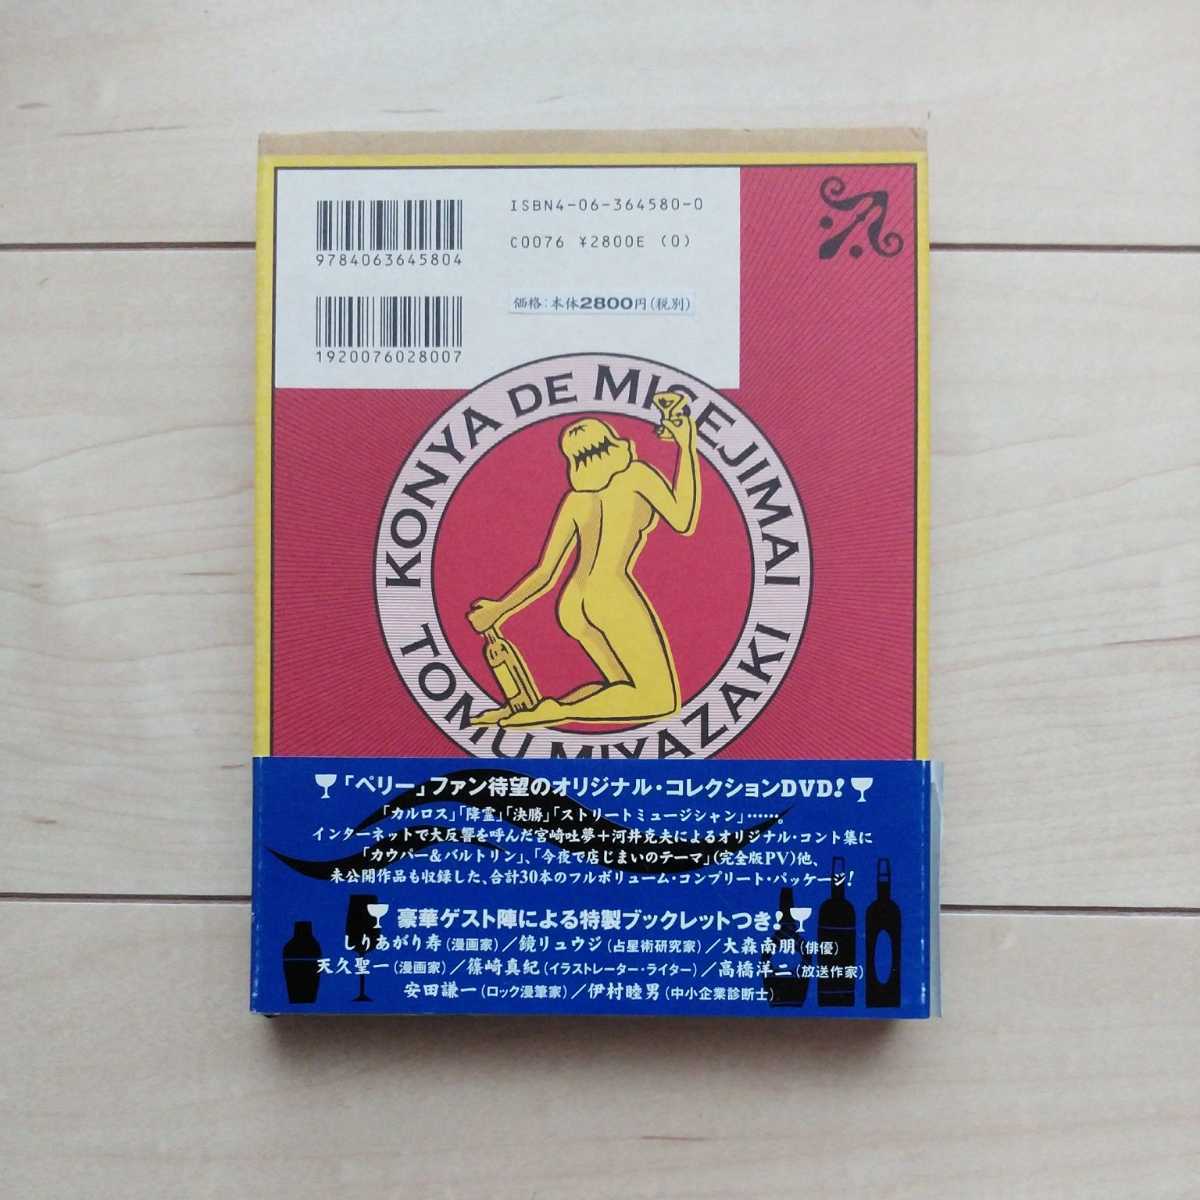 ISBN4-06-364580-0
C0076 ¥2800E (0)
9784063645804
価格:本体2800円(税別)
1920076028007
KONYA DE MISEJIMAI
TOMU MIYAZAKI
「ペリー」ファン待望のオリジナル・コレクションDVD!
「カルロス」「降霊」「決勝」「ストリートミュージシャン」……。
インターネットで大反響を呼んだ宮崎吐夢+河井克夫によるオリジナル・コント集に
「カウパー&バルトリン」、「今夜で店じまいのテーマ」(完全版PV)他、
未公開作品も収録した、合計30本のフルボリューム・コンプリート・パッケージ!
豪華ゲスト陣による特製ブックレットつき!
しりあがり寿(漫画家)/鏡リュウジ(占星術研究家)/大森南朋(俳優)
天久聖一(漫画家)/篠崎真紀(イラストレーター・ライター)/高橋洋二(放送作家)
安田謙一(ロック漫筆家)/伊村睦男(中小企業診断士)